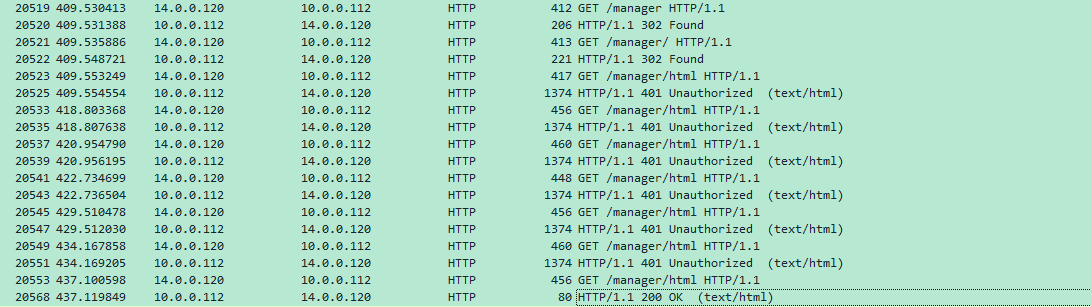 20519 409.530413 14.0.0.120 10.0.0.112 HTTP 412 GET /manager HTTP/1.1
20520 409.531388 10.0.0.112 14.0.0.120 HTTP 206 HTTP/1.1 302 Found
20521 409.535886 14.0.0.120 10.0.0.112 HTTP 413 GET /manager/ HTTP/1.1
20522 409.548721 10.0.0.112 14.0.0.120 HTTP 221 HTTP/1.1 302 Found
20523 409.553249 14.0.0.120 10.0.0.112 HTTP 417 GET /manager/html HTTP/1.1
20525 409.554554 10.0.0.112 14.0.0.120 HTTP 1374 HTTP/1.1 401 Unauthorized (text/html)
20533 418.803368 14.0.0.120 10.0.0.112 HTTP 456 GET /manager/html HTTP/1.1
20535 418.807638 10.0.0.112 14.0.0.120 HTTP 1374 HTTP/1.1 401 Unauthorized (text/html)
20537 420.954790 14.0.0.120 10.0.0.112 HTTP 460 GET /manager/html HTTP/1.1
20539 420.956195 10.0.0.112 14.0.0.120 HTTP 1374 HTTP/1.1 401 Unauthorized (text/html)
20541 422.734699 14.0.0.120 10.0.0.112 HTTP 448 GET /manager/html HTTP/1.1
20543 422.736504 10.0.0.112 14.0.0.120 HTTP 1374 HTTP/1.1 401 Unauthorized (text/html)
20545 429.510478 14.0.0.120 10.0.0.112 HTTP 456 GET /manager/html HTTP/1.1
20547 429.512030 10.0.0.112 14.0.0.120 HTTP 1374 HTTP/1.1 401 Unauthorized (text/html)
20549 434.167858 14.0.0.120 10.0.0.112 HTTP 460 GET /manager/html HTTP/1.1
20551 434.169205 10.0.0.112 14.0.0.120 HTTP 1374 HTTP/1.1 401 Unauthorized (text/html)
20553 437.100598 14.0.0.120 10.0.0.112 HTTP 456 GET /manager/html HTTP/1.1
20568 437.119849 10.0.0.112 14.0.0.120 HTTP 80 HTTP/1.1 200 OK (text/html)